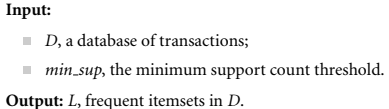 Input:
■ D, a database of transactions;
■ min_sup, the minimum support count threshold.
Output: L, frequent itemsets in D.